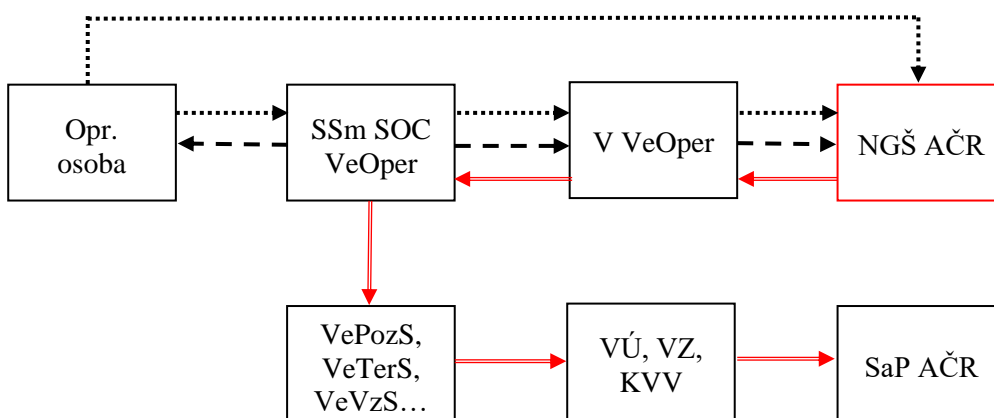 Opr.
osoba
SSm SOC
VeOper
V VeOper
NGŠ AČR
VePozS,
VeTerS,
VeVzS…
VÚ, VZ,
KVV
SaP AČR